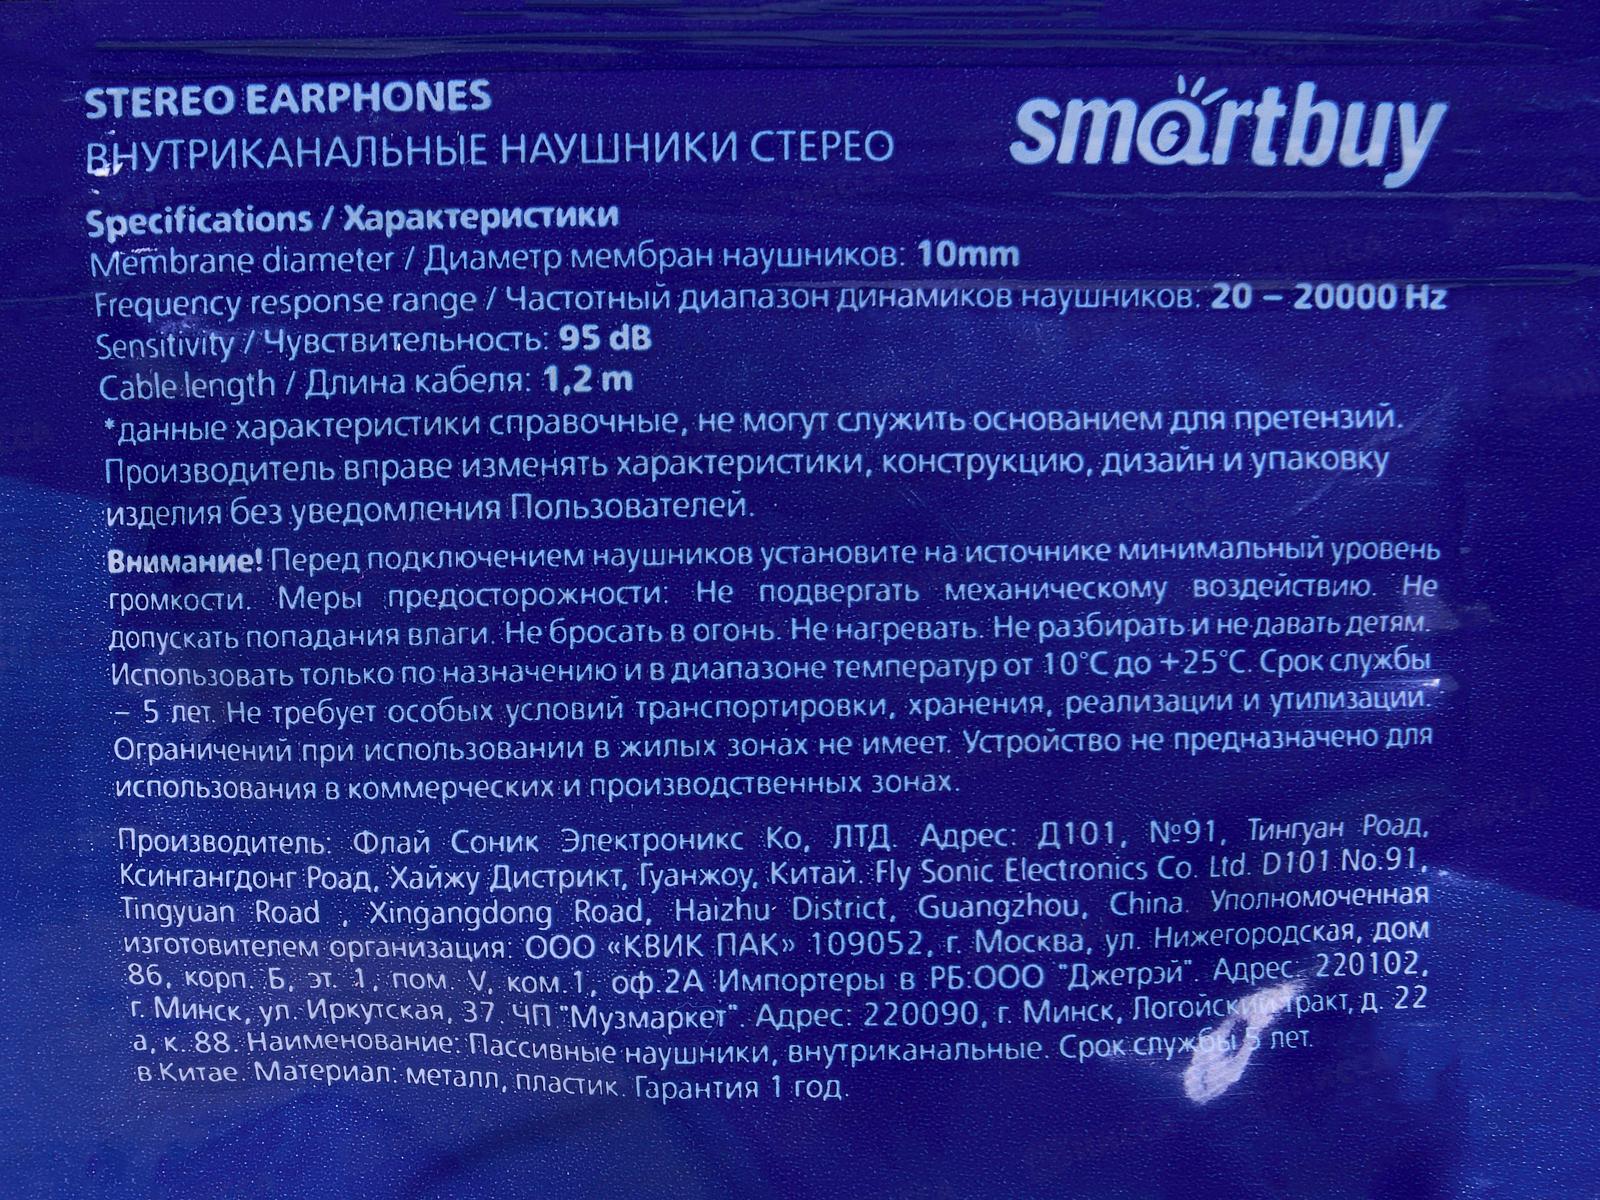 STEREO EARPHONES
smartbuy
ВНУТРИКАНАЛЬНЫЕ НАУШНИКИ СТЕРЕО
Specifications / Характеристики
Membrane diameter / Диаметр мембран наушников: 10mm
Frequency response range / Частотный диапазон динамиков наушников: 20 – 20000 Hz
Sensitivity / Чувствительность: 95 dB
Cable length / Длина кабеля: 1,2 m
*данные характеристики справочные, не могут служить основанием для претензий.
Производитель вправе изменять характеристики, конструкцию, дизайн и упаковку
изделия без уведомления Пользователей.
Внимание! Перед подключением наушников установите на источнике минимальный уровень
громкости. Меры предосторожности: Не подвергать механическому воздействию. Не
допускать попадания влаги. Не бросать в огонь. Не нагревать. Не разбирать и не давать детям.
Использовать только по назначению и в диапазоне температур от 10°C до +25°C. Срок службы
– 5 лет. Не требует особых условий транспортировки, хранения, реализации и утилизации.
Ограничений при использовании в жилых зонах не имеет. Устройство не предназначено для
использования в коммерческих и производственных зонах.
Производитель: Флай Соник Электроникс Ко, ЛТД. Адрес: Д101, №91, Тингуан Роад,
Ксингангдонг Роад, Хайжу Дистрикт, Гуанжоу, Китай. Fly Sonic Electronics Co. Ltd. D101 No.91,
Tingyuan Road , Xingangdong Road, Haizhu District, Guangzhou, China. Уполномоченная
изготовителем организация: ООО «КВИК ПАК» 109052, г. Москва, ул. Нижегородская, дом
86, корп. Б, эт. 1, пом. V, ком.1, оф.2А Импортеры в РБ:ООО "Джетрэй". Адрес: 220102,
г. Минск, ул. Иркутская, 37. ЧП "Музмаркет". Адрес: 220090, г. Минск, Логойский тракт, д. 22
а, к. 88. Наименование: Пассивные наушники, внутриканальные. Срок службы 5 лет.
в Китае. Материал: металл, пластик. Гарантия 1 год.